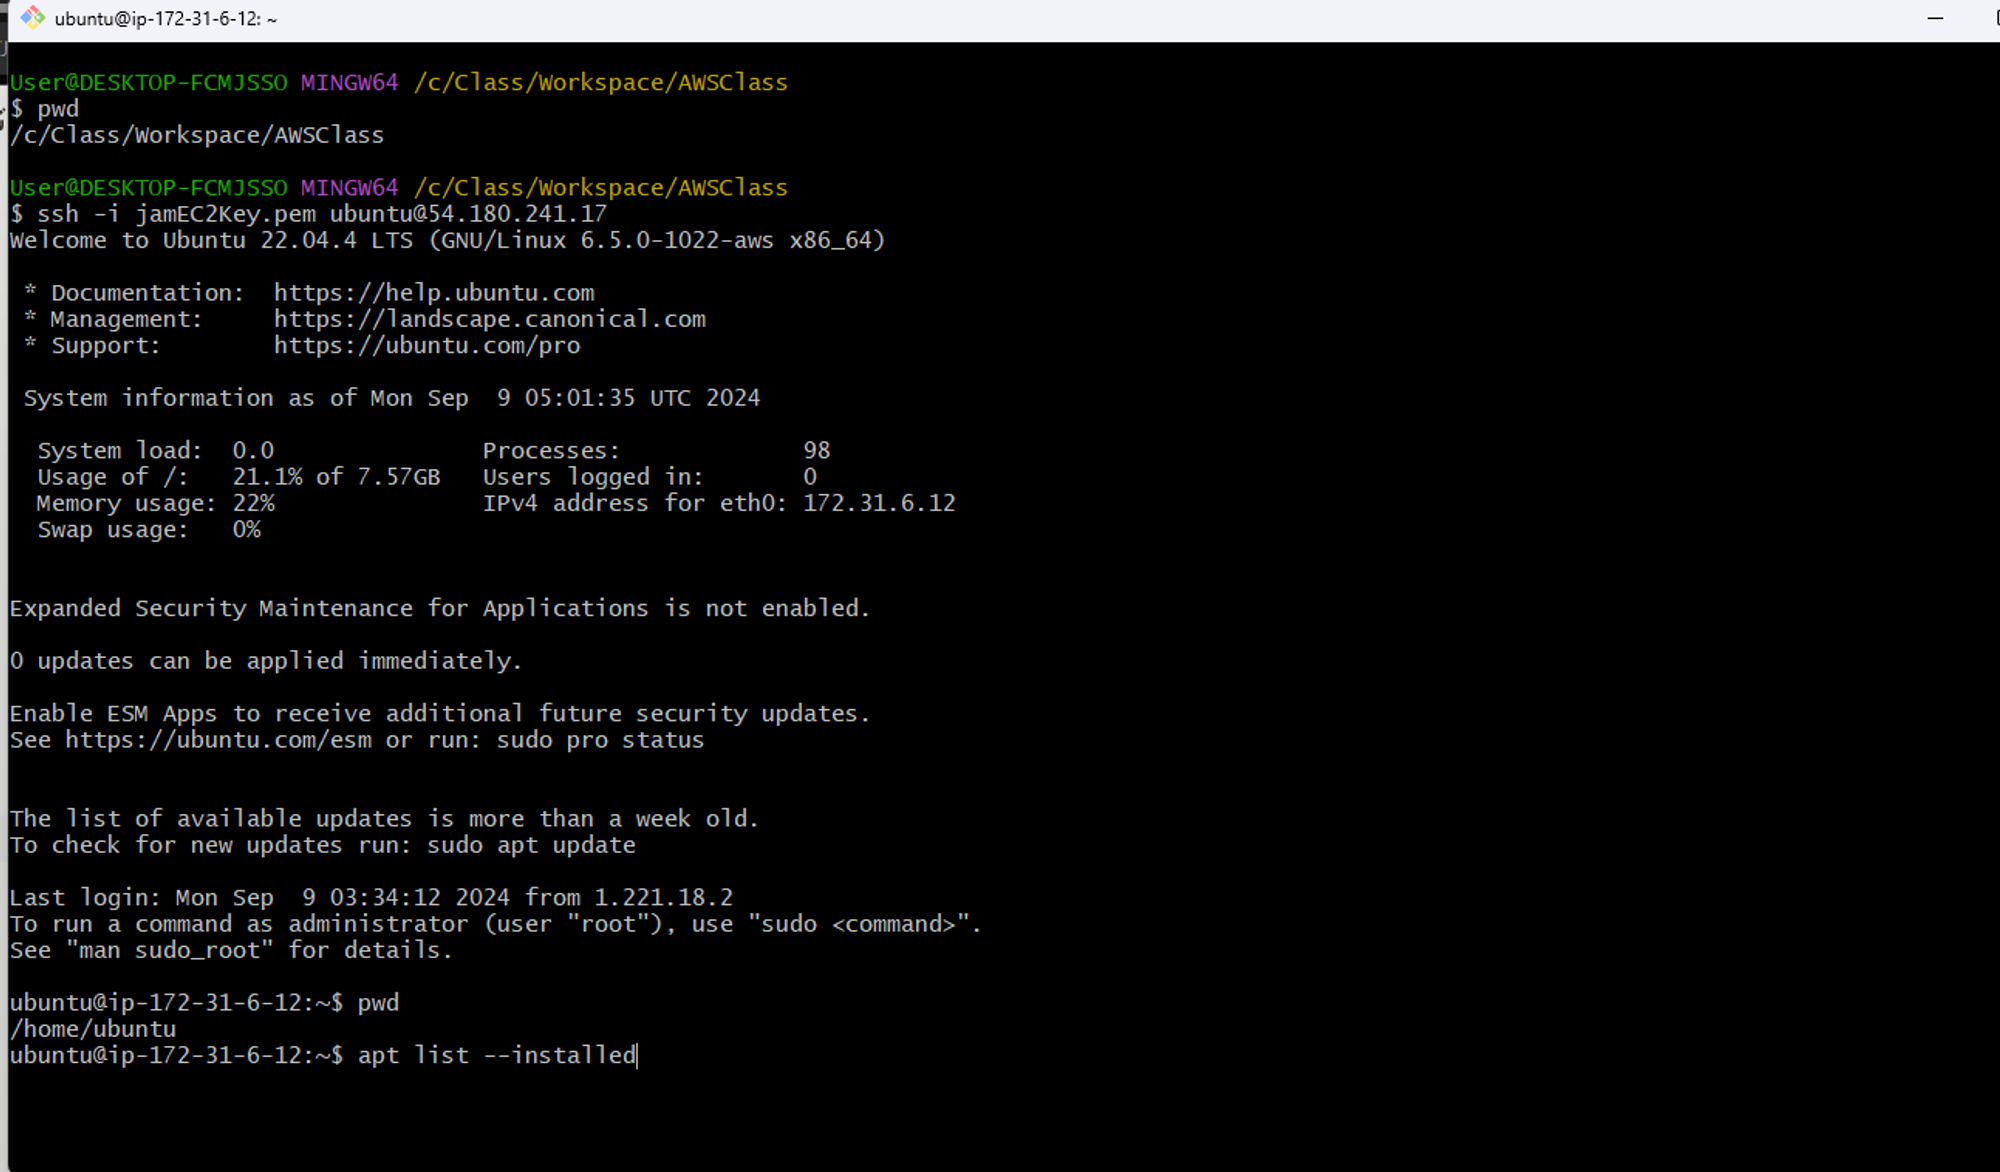 ubuntu@ip-172-31-6-12: ~
User@DESKTOP-FCMJSSO MINGW64 /c/Class/Workspace/AWSClass
$ pwd
/c/Class/Workspace/AWSClass
User@DESKTOP-FCMJSSO MINGW64 /c/Class/Workspace/AWSClass
$ ssh -i jamEC2Key.pem ubuntu@54.180.241.17
Welcome to Ubuntu 22.04.4 LTS (GNU/Linux 6.5.0-1022-aws x86_64)
* Documentation:  https://help.ubuntu.com
* Management:     https://landscape.canonical.com
* Support:        https://ubuntu.com/pro
System information as of Mon Sep  9 05:01:35 UTC 2024
System load:  0.0               Processes:             98
Usage of /:   21.1% of 7.57GB   Users logged in:       0
Memory usage: 22%               IPv4 address for eth0: 172.31.6.12
Swap usage:   0%
Expanded Security Maintenance for Applications is not enabled.
0 updates can be applied immediately.
Enable ESM Apps to receive additional future security updates.
See https://ubuntu.com/esm or run: sudo pro status
The list of available updates is more than a week old.
To check for new updates run: sudo apt update
Last login: Mon Sep  9 03:34:12 2024 from 1.221.18.2
To run a command as administrator (user "root"), use "sudo <command>".
See "man sudo_root" for details.
ubuntu@ip-172-31-6-12:~$ pwd
/home/ubuntu
ubuntu@ip-172-31-6-12:~$ apt list --installed